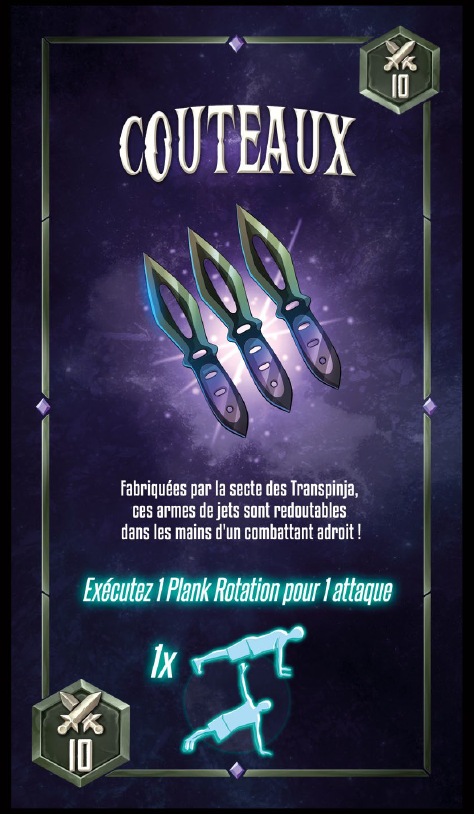 10
COUTEAUX
Fabriquées par la secte des Transpinja,
ces armes de jets sont redoutables
dans les mains d'un combattant adroit !
Exécutez 1 Plank Rotation pour 1 attaque
1x
10